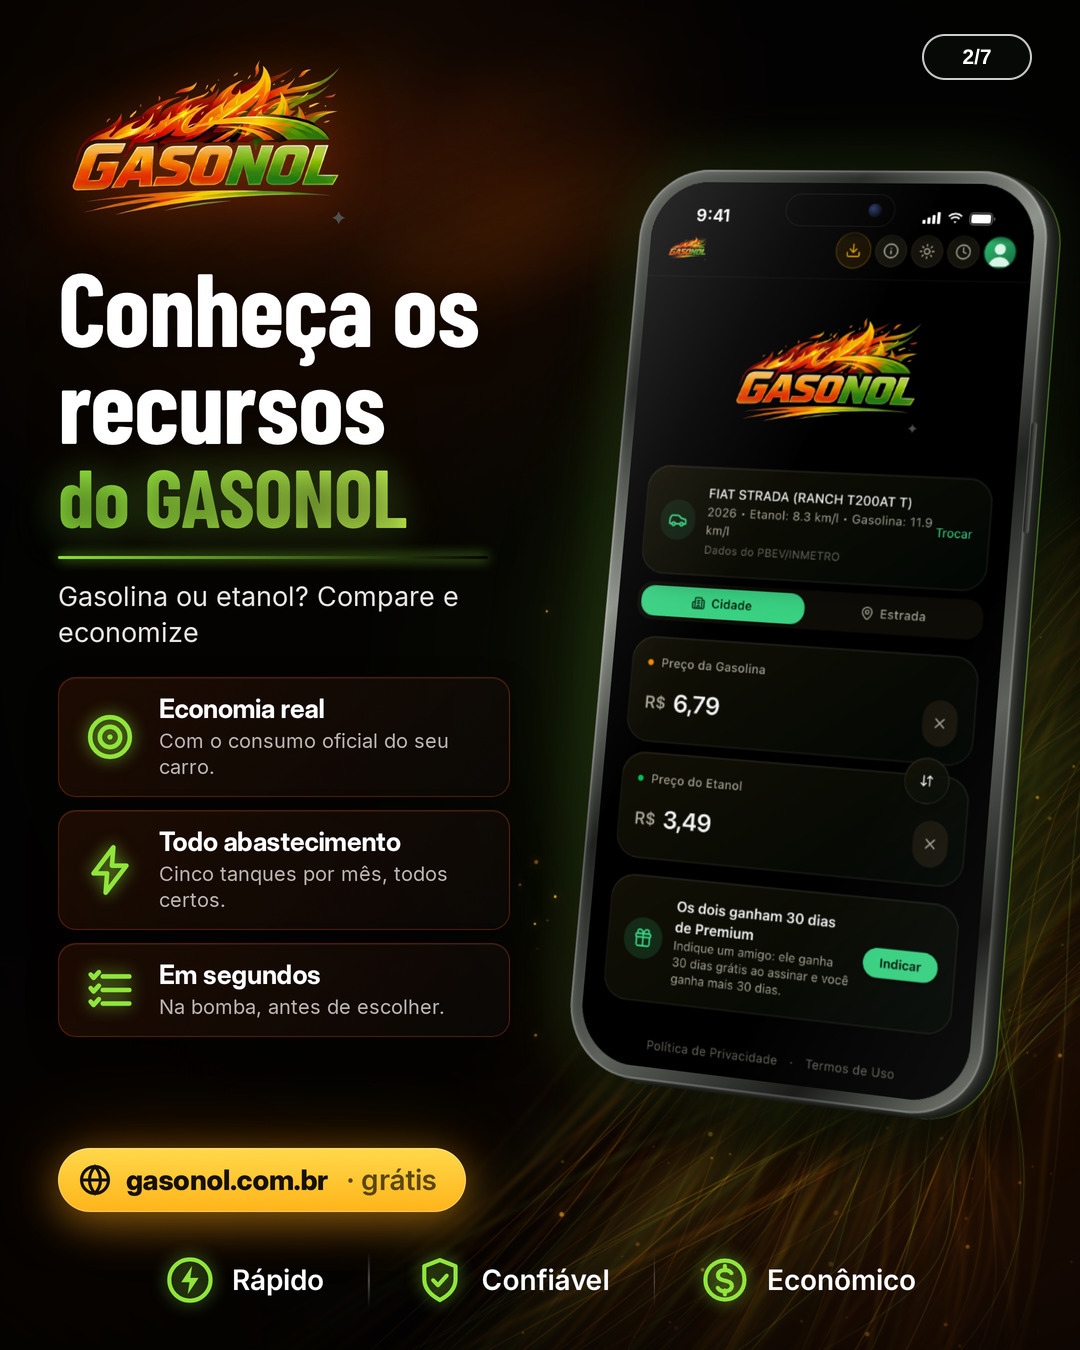 2/7
GASONOL
Conheça os
recursos
do GASONOL
Gasolina ou etanol? Compare e
economize
Economia real
Com o consumo oficial do seu
carro.
Todo abastecimento
Cinco tanques por mês, todos
certos.
Em segundos
Na bomba, antes de escolher.
9:41
GASONOL
GASONOL
FIAT STRADA (RANCH T200AT T)
2026 • Etanol: 8.3 km/l • Gasolina: 11.9
km/l
Trocar
Dados do PBEV/INMETRO
Cidade
Estrada
Preço da Gasolina
R$ 6,79
Preço do Etanol
R$ 3,49
Os dois ganham 30 dias
de Premium
Indique um amigo: ele ganha
30 dias grátis ao assinar e você
ganha mais 30 dias.
Indicar
Política de Privacidade · Termos de Uso
gasonol.com.br · grátis
Rápido
Confiável
Econômico